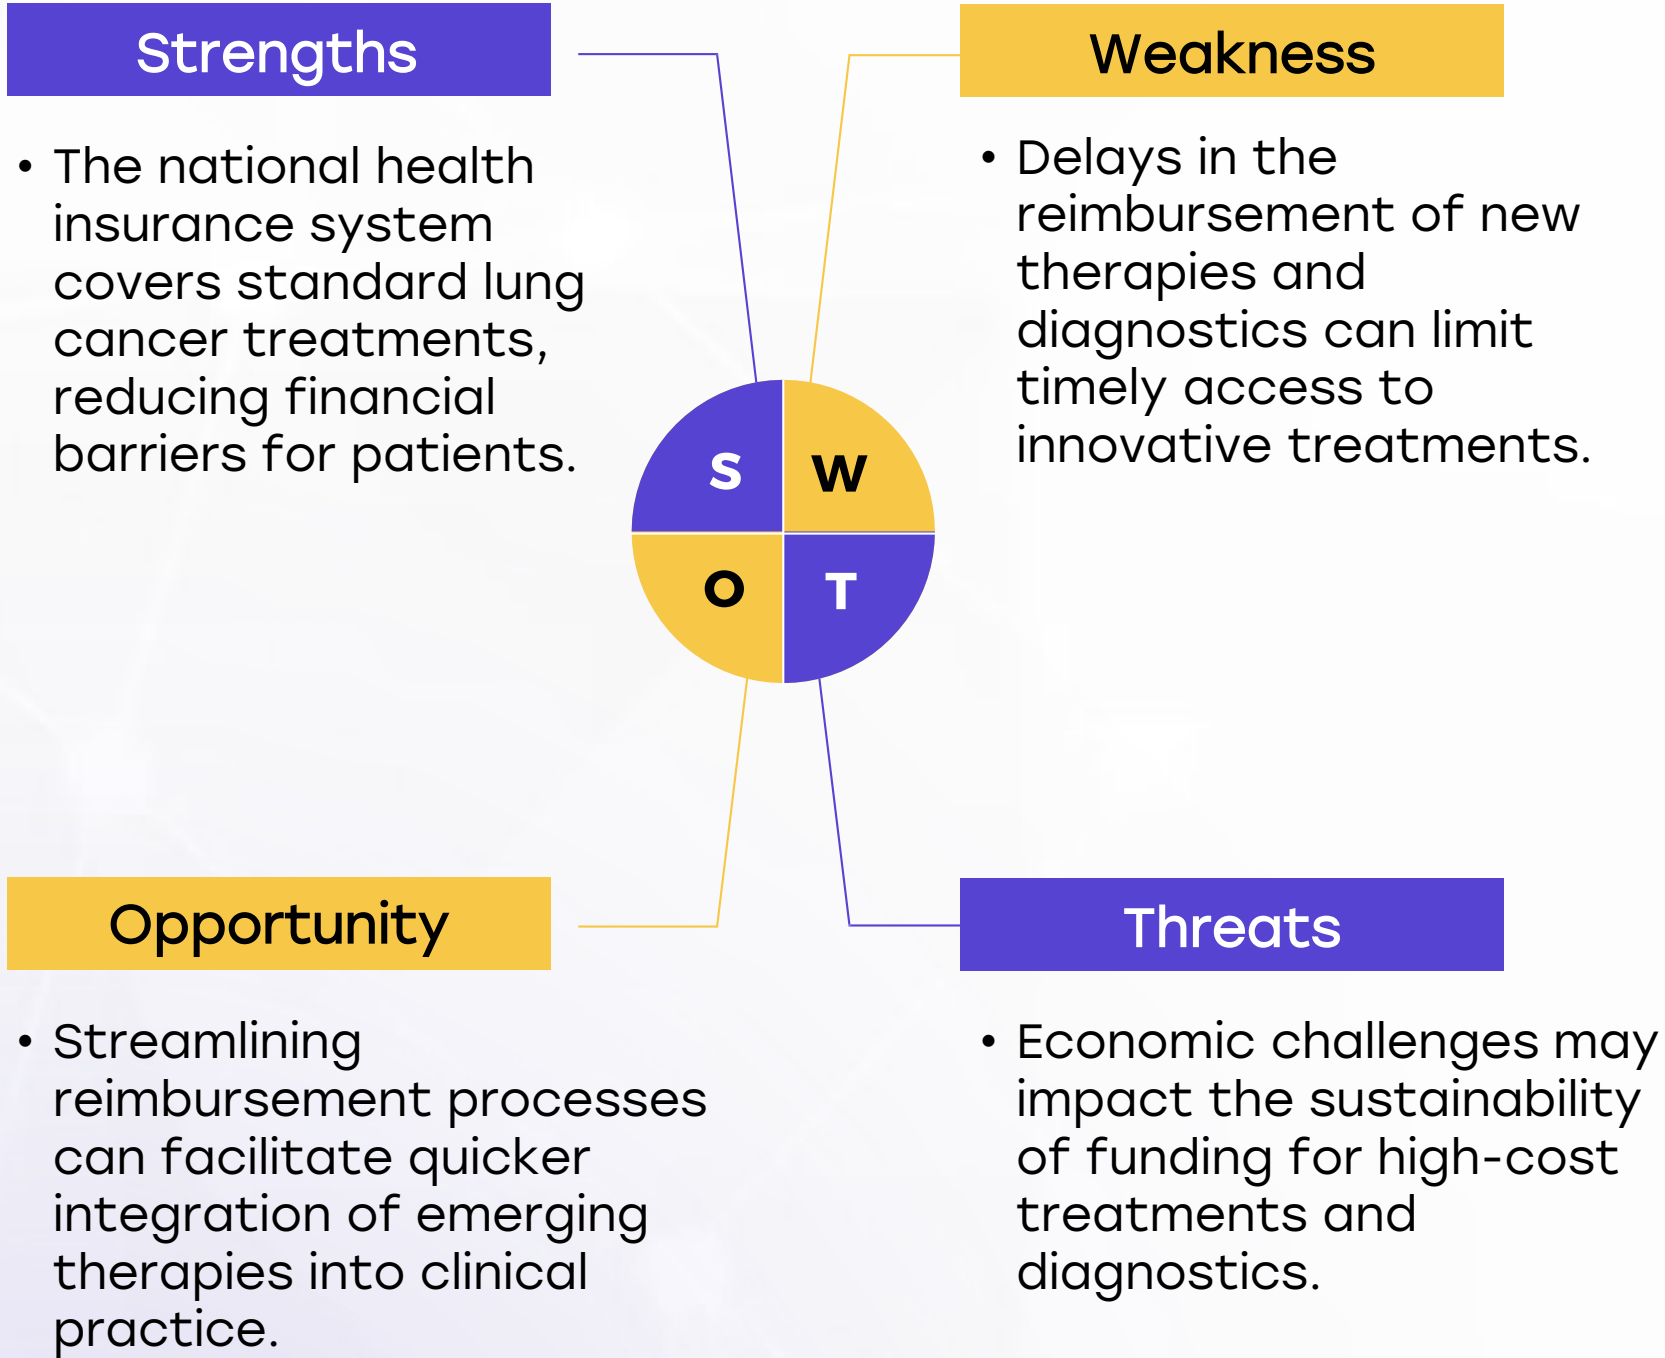 Strengths
• The national health
insurance system
covers standard lung
cancer treatments,
reducing financial
barriers for patients.
Weakness
• Delays in the
reimbursement of new
therapies and
diagnostics can limit
timely access to
innovative treatments.
S
W
O
T
Opportunity
• Streamlining
reimbursement processes
can facilitate quicker
integration of emerging
therapies into clinical
practice.
Threats
• Economic challenges may
impact the sustainability
of funding for high-cost
treatments and
diagnostics.